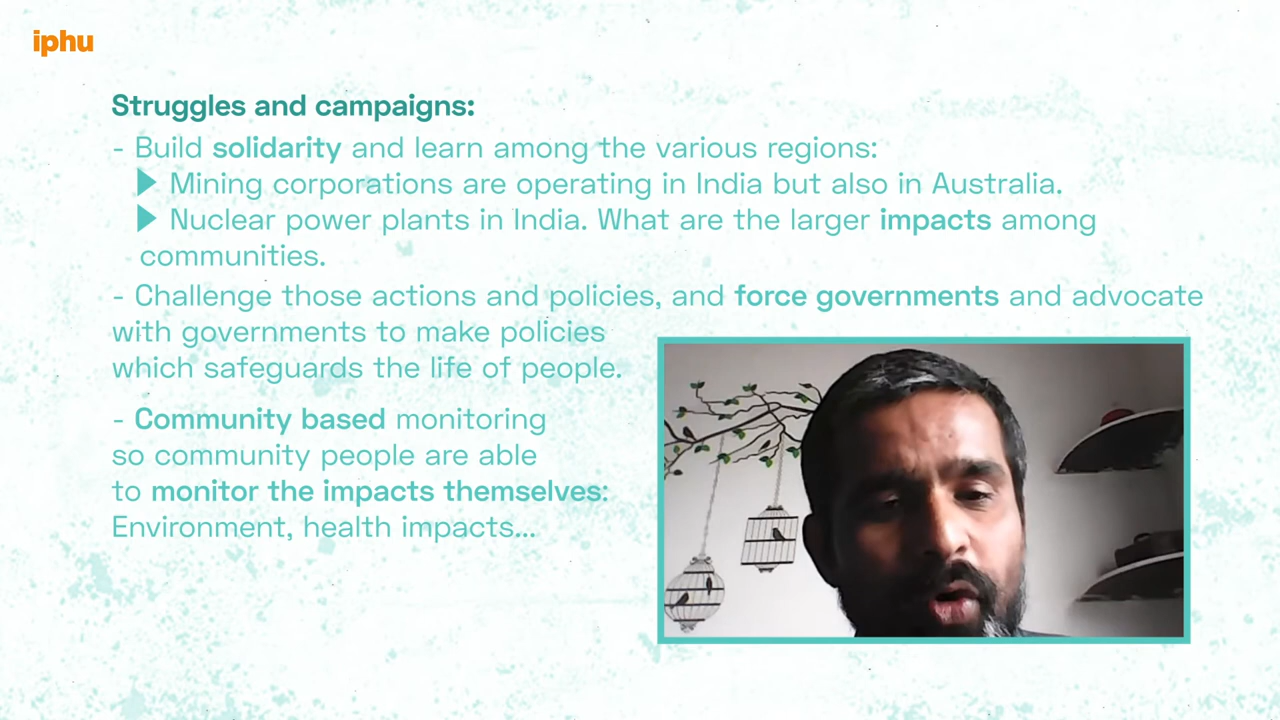 iphu
Struggles and campaigns:
- Build solidarity and learn among the various regions:
▶ Mining corporations are operating in India but also in Australia.
▶ Nuclear power plants in India. What are the larger impacts among
communities.
- Challenge those actions and policies, and force governments and advocate
with governments to make policies
which safeguards the life of people.
- Community based monitoring
so community people are able
to monitor the impacts themselves:
Environment, health impacts...